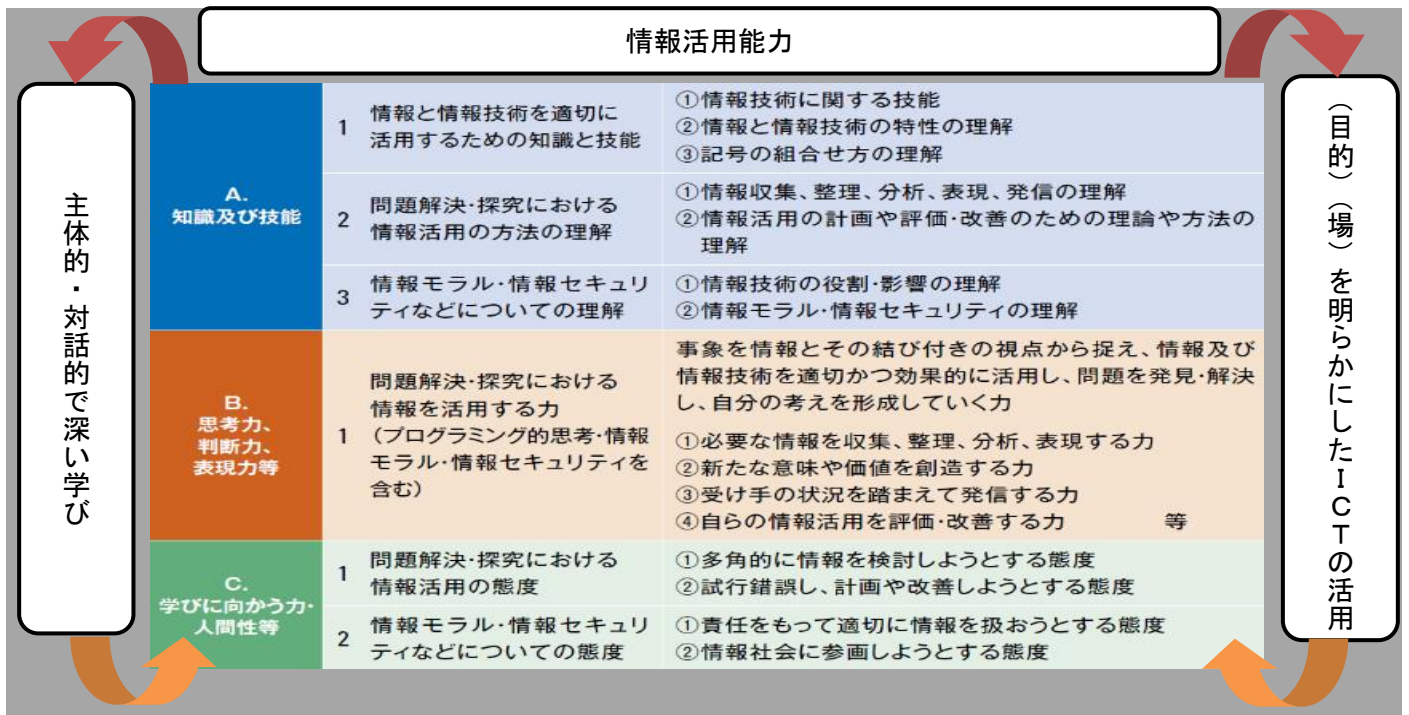 情報活用能力
主体的・対話的で深い学び
A.
知識及び技能
1
情報と情報技術を適切に
活用するための知識と技能
①情報技術に関する技能
②情報と情報技術の特性の理解
③記号の組合せ方の理解
2
問題解決・探究における
情報活用の方法の理解
①情報収集、整理、分析、表現、発信の理解
②情報活用の計画や評価・改善のための理論や方法の
理解
3
情報モラル・情報セキュリ
ティなどについての理解
①情報技術の役割・影響の理解
②情報モラル・情報セキュリティの理解
B.
思考力、
判断力、
表現力等
1
問題解決・探究における
情報を活用する力
（プログラミング的思考・情報
モラル・情報セキュリティを
含む）
事象を情報とその結び付きの視点から捉え、情報及び
情報技術を適切かつ効果的に活用し、問題を発見・解決
し、自分の考えを形成していく力
①必要な情報を収集、整理、分析、表現する力
②新たな意味や価値を創造する力
③受け手の状況を踏まえて発信する力
④自らの情報活用を評価・改善する力 等
C.
学びに向かう力・
人間性等
1
問題解決・探究における
情報活用の態度
①多角的に情報を検討しようとする態度
②試行錯誤し、計画や改善しようとする態度
2
情報モラル・情報セキュリ
ティなどについての態度
①責任をもって適切に情報を扱おうとする態度
②情報社会に参画しようとする態度
（目的）（場）を明らかにしたＩＣＴの活用